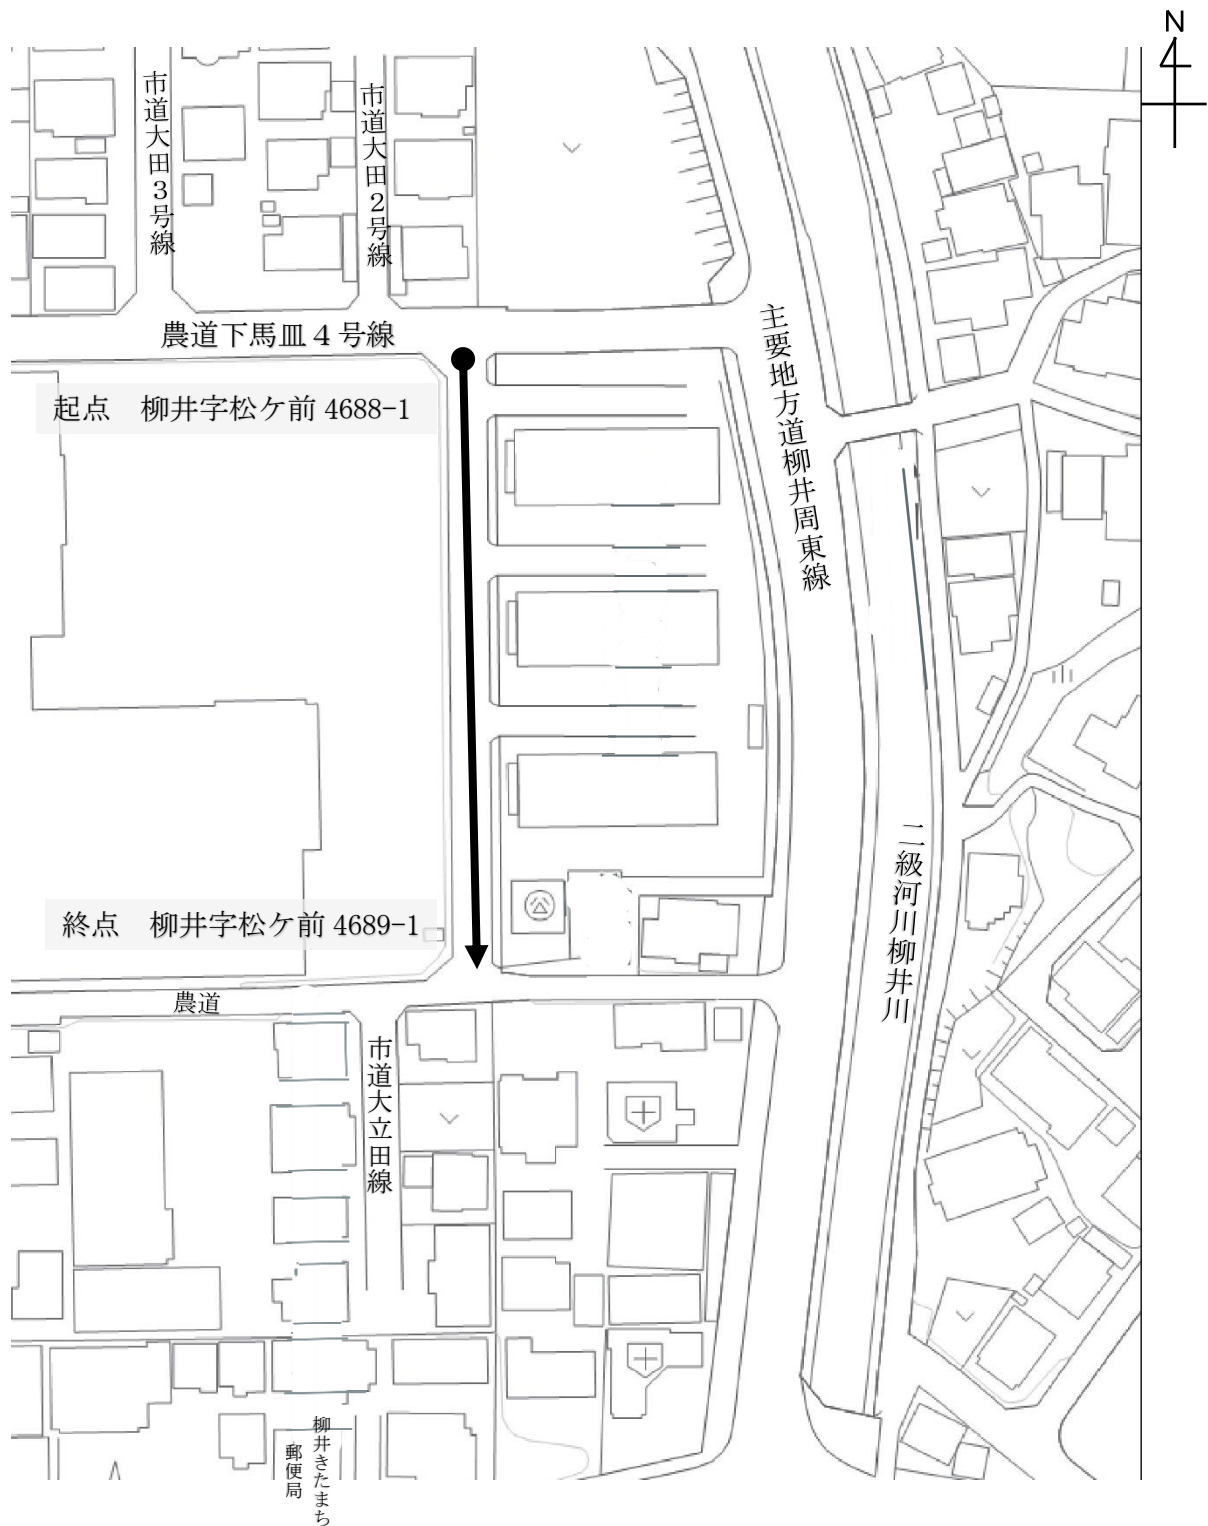 N
市道大田３号線
市道大田２号線
農道下馬皿４号線
主要地方道柳井周東線
起点　柳井字松ケ前 4688-1
二級河川柳井川
終点　柳井字松ケ前 4689-1
農道
市道大立田線
柳井きたまち
郵便局